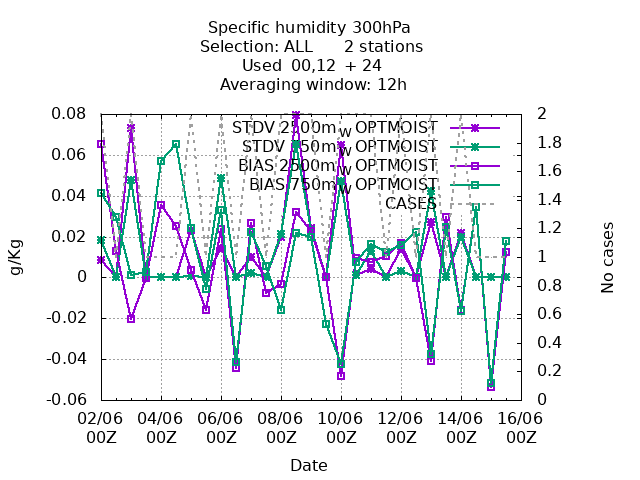 Specific humidity 300hPa
Selection: ALL 2 stations
Used 00,12 + 24
Averaging window: 12h
STDV 2500m_W OPTMOIST
STDV 750m_W OPTMOIST
BIAS 2500m_W OPTMOIST
BIAS 750m_W OPTMOIST
CASES
g/Kg
0.08
0.06
0.04
0.02
0
-0.02
-0.04
-0.06
No cases
2
1.8
1.6
1.4
1.2
1
0.8
0.6
0.4
0.2
0
02/06 04/06 06/06 08/06 10/06 12/06 14/06 16/06
00Z 00Z 00Z 00Z 00Z 00Z 00Z 00Z
Date